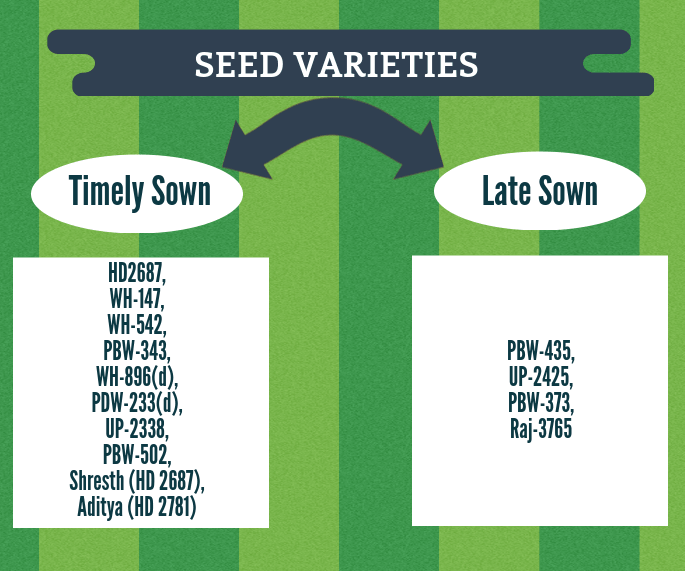 SEED VARIETIES
Timely Sown
Late Sown
HD2687,
WH-147,
WH-542,
PBW-343,
WH-896(d),
PDW-233(d),
UP-2338,
PBW-502,
Shresth (HD 2687),
Aditya (HD 2781)
PBW-435,
UP-2425,
PBW-373,
Raj-3765